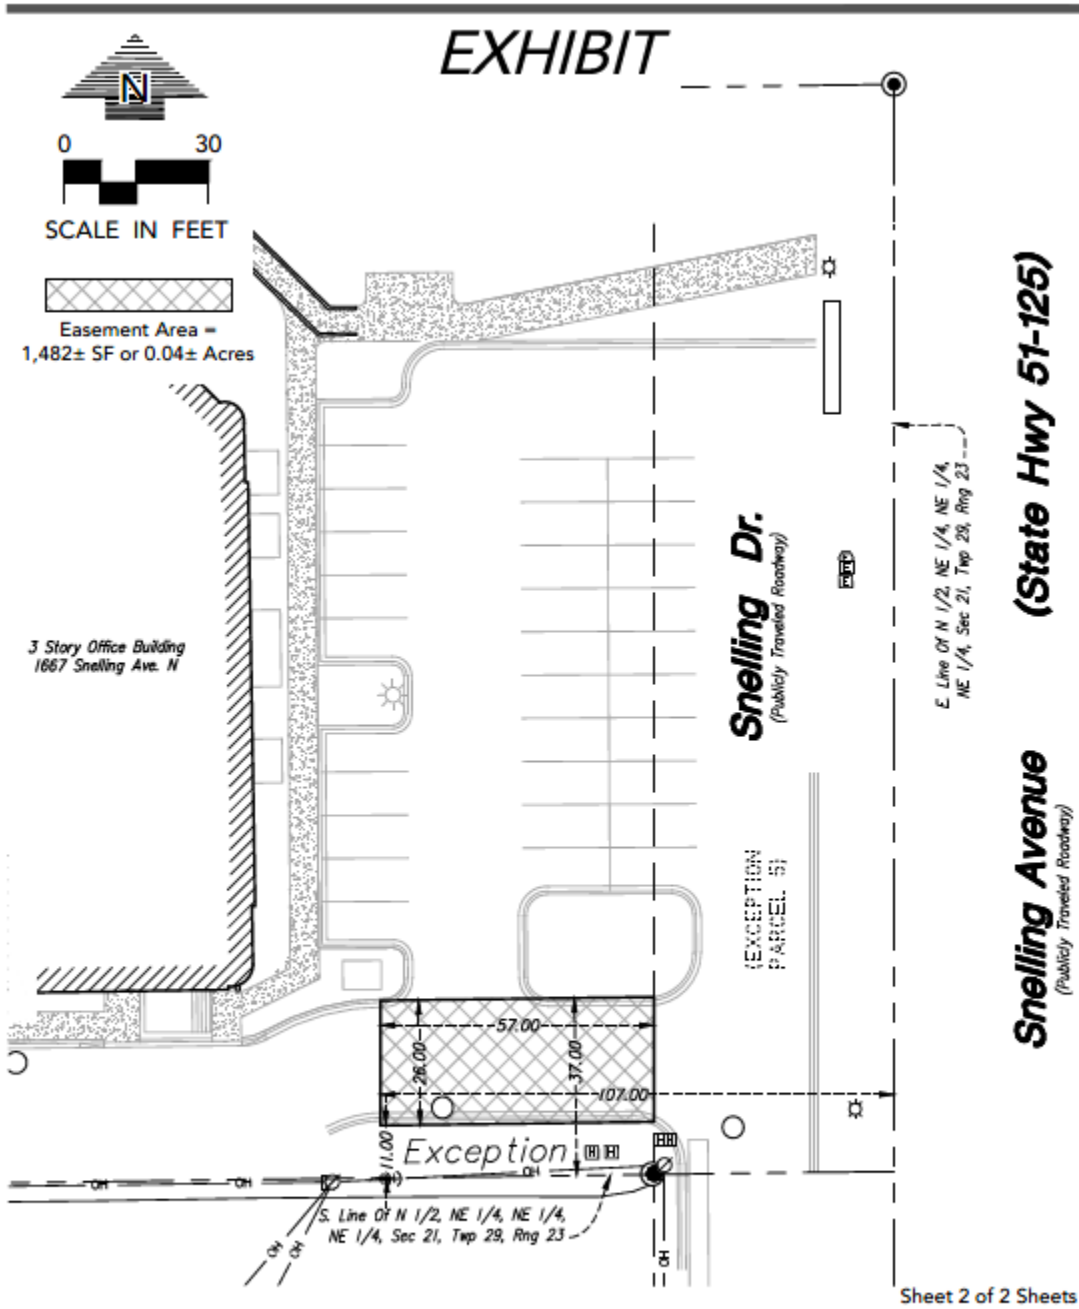 EXHIBIT
N
0 30
SCALE IN FEET
Easement Area =
1,482± SF or 0.04± Acres
3 Story Office Building
1667 Snelling Ave. N
Snelling Dr.
(Publicly Traveled Roadway)
(State Hwy 51-125)
E. Line Of N 1/2, NE 1/4, NE 1/4,
NE 1/4, Sec 21, Twp 29, Rng 23
Snelling Avenue
(Publicly Traveled Roadway)
(EXCEPTION
PARCEL 5)
57.00
26.00
37.00
107.00
11.00
Exception
H H
HH
OH
OH
OH
OH
OH
OH
S. Line Of N 1/2, NE 1/4, NE 1/4,
NE 1/4, Sec 21, Twp 29, Rng 23
Sheet 2 of 2 Sheets